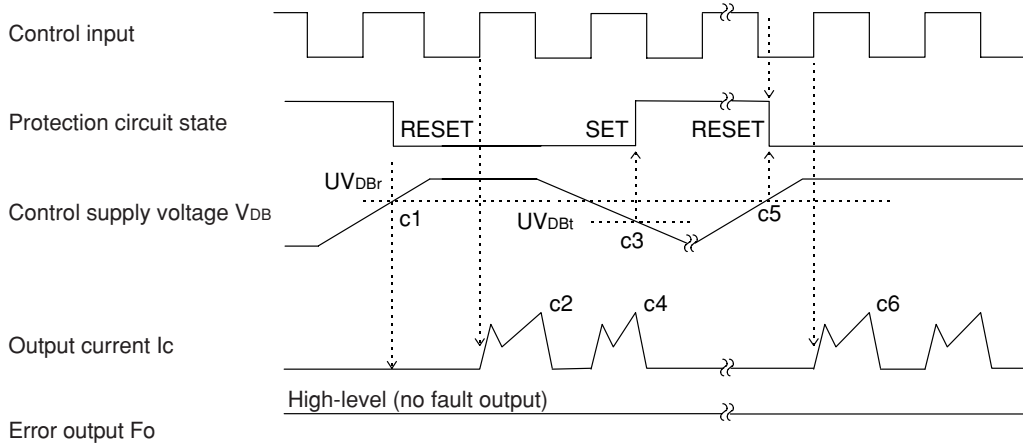 Control input
Protection circuit state
RESET
SET
RESET
UVDBr
Control supply voltage VDB
c1
UVDBt
c3
c5
c2
c4
c6
Output current Ic
High-level (no fault output)
Error output Fo